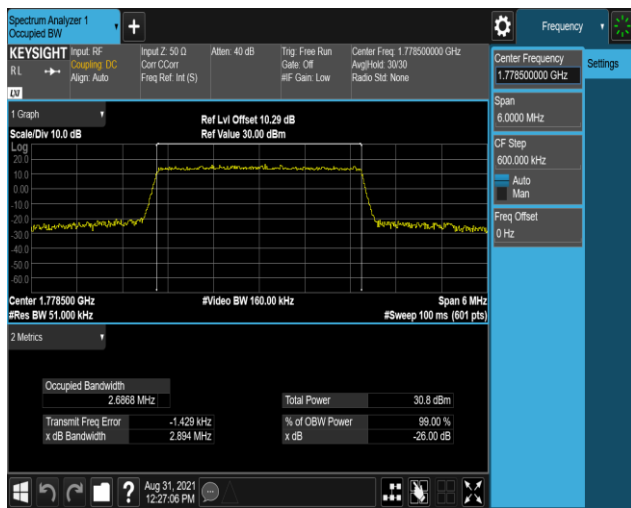 Spectrum Analyzer 1
Occupied BW
+
Frequency
KEYSIGHT
RL
LXI
Input: RF
Coupling: DC
Align: Auto
Input Z: 50 Ω
Corr CCorr
Freq Ref: Int (S)
Atten: 40 dB
Trig: Free Run
Gate: Off
#IF Gain: Low
Center Freq: 1.778500000 GHz
Avg|Hold: 30/30
Radio Std: None
Center Frequency
1.778500000 GHz
Settings
Span
6.0000 MHz
CF Step
600.000 kHz
Auto
Man
Freq Offset
0 Hz
1 Graph
Scale/Div 10.0 dB
Ref Lvl Offset 10.29 dB
Ref Value 30.00 dBm
Log
20.0
10.0
0.00
-10.0
-20.0
-30.0
-40.0
-50.0
-60.0
Center 1.778500 GHz
#Video BW 160.00 kHz
Span 6 MHz
#Res BW 51.000 kHz
#Sweep 100 ms (601 pts)
2 Metrics
Occupied Bandwidth
2.6868 MHz
Total Power 30.8 dBm
Transmit Freq Error -1.429 kHz
% of OBW Power 99.00 %
x dB Bandwidth 2.894 MHz
x dB -26.00 dB
?
Aug 31, 2021
12:27:06 PM